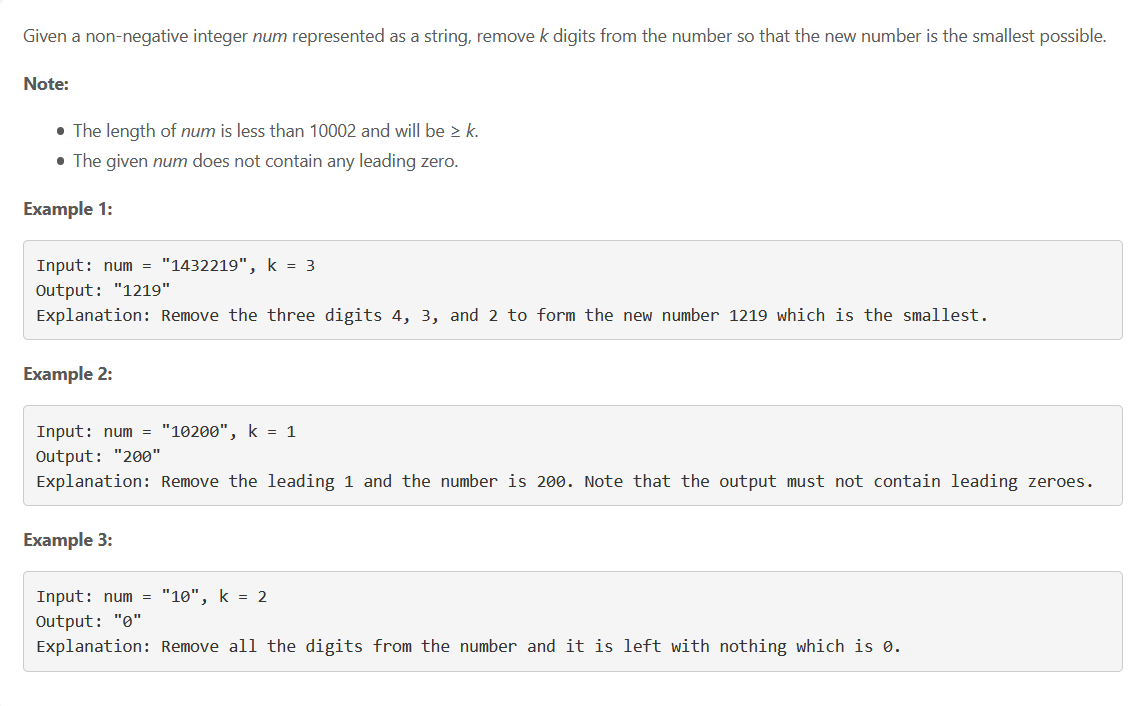 Given a non-negative integer num represented as a string, remove k digits from the number so that the new number is the smallest possible.
Note:
• The length of num is less than 10002 and will be ≥ k.
• The given num does not contain any leading zero.
Example 1:
Input: num = "1432219", k = 3
Output: "1219"
Explanation: Remove the three digits 4, 3, and 2 to form the new number 1219 which is the smallest.
Example 2:
Input: num = "10200", k = 1
Output: "200"
Explanation: Remove the leading 1 and the number is 200. Note that the output must not contain leading zeroes.
Example 3:
Input: num = "10", k = 2
Output: "0"
Explanation: Remove all the digits from the number and it is left with nothing which is 0.